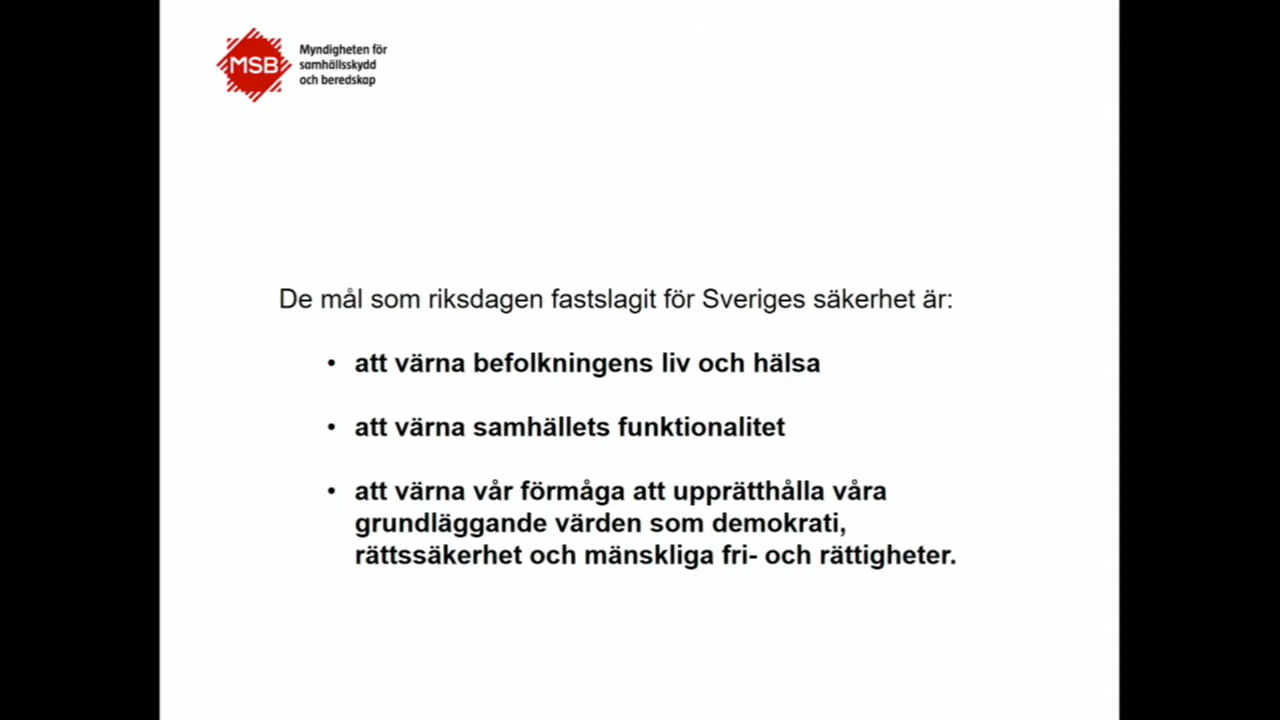 MSB
Myndigheten för
samhällsskydd
och beredskap
De mål som riksdagen fastslagit för Sveriges säkerhet är:
• att värna befolkningens liv och hälsa
• att värna samhällets funktionalitet
• att värna vår förmåga att upprätthålla våra
grundläggande värden som demokrati,
rättssäkerhet och mänskliga fri- och rättigheter.